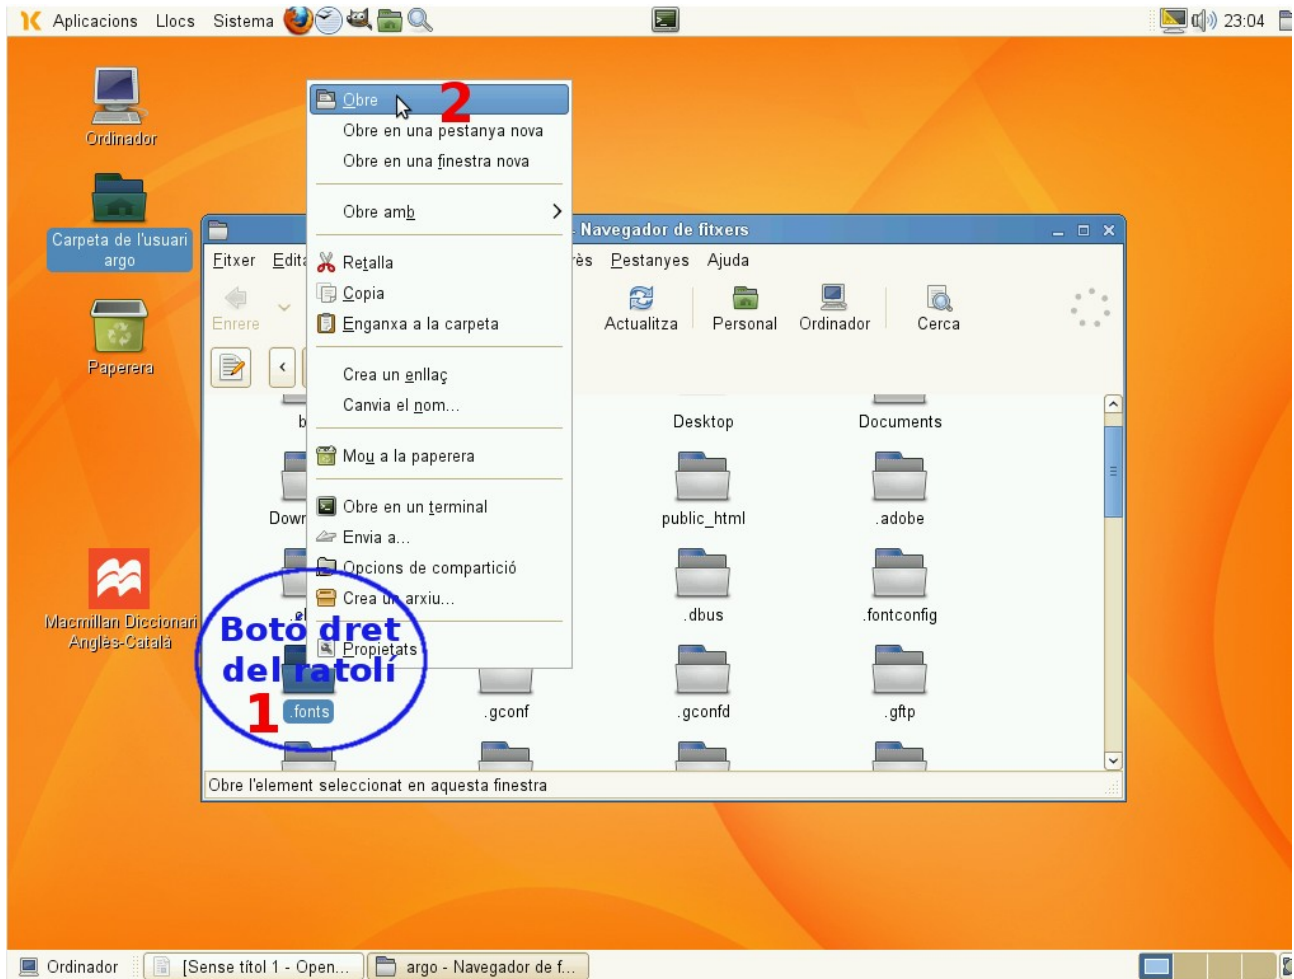 Aplicacions Llocs Sistema 23:04
Ordinador
Carpeta de l'usuari
argo
Paperera
Macmillan Diccionari
Anglès-Català
Navegador de fitxers
Fitxer Pestanyes Ajuda
Enrere Actualitza Personal Ordinador Cerca
Obre 2
Obre en una pestanya nova
Obre en una finestra nova
Obre amb
Retalla
Copia
Enganxa a la carpeta
Crea un enllaç
Canvia el nom...
Mou a la paperera
Obre en un terminal
Envia a...
Opcions de compartició
Crea un arxiu...
Propietats
Desktop Documents
public_html .adobe
.dbus .fontconfig
Botó dret
del ratolí
1 .fonts .gconf .gconfd .gftp
Obre l'element seleccionat en aquesta finestra
Ordinador [Sense títol 1 - Open... argo - Navegador de f...